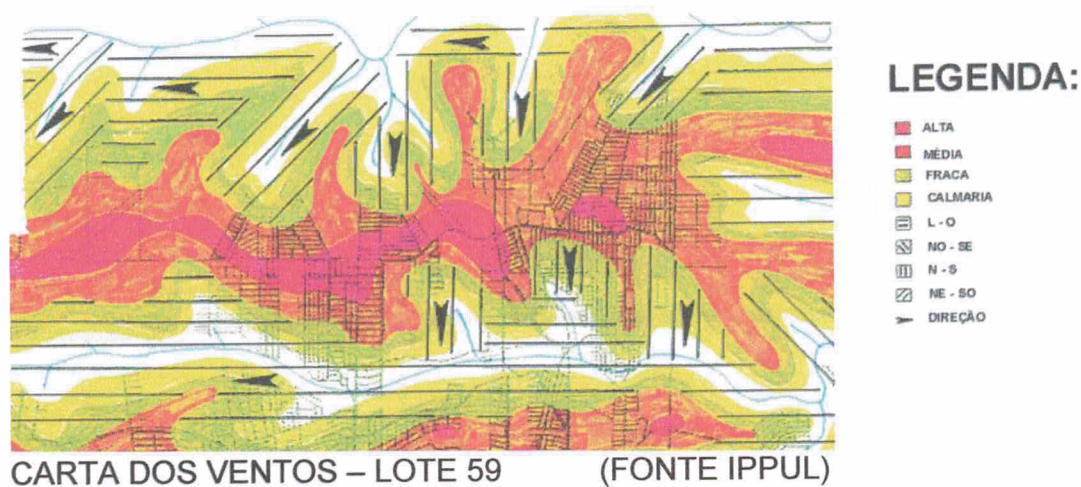 LEGENDA:
ALTA
MÉDIA
FRACA
CALMARIA
L - O
NO - SE
N - S
NE - SO
DIREÇÃO
CARTA DOS VENTOS – LOTE 59 (FONTE IPPUL)